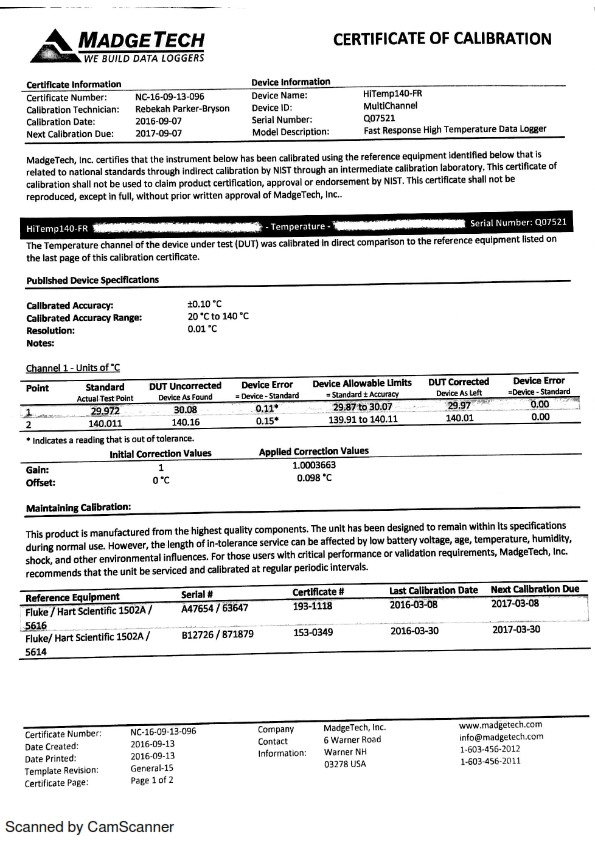 MADGETECH
WE BUILD DATA LOGGERS
CERTIFICATE OF CALIBRATION
Certificate Information
Certificate Number: NC-16-09-13-096
Calibration Technician: Rebekah Parker-Bryson
Calibration Date: 2016-09-07
Next Calibration Due: 2017-09-07
Device Information
Device Name: HiTemp140-FR
Device ID: MultiChannel
Serial Number: Q07521
Model Description: Fast Response High Temperature Data Logger
MadgeTech, Inc. certifies that the instrument below has been calibrated using the reference equipment identified below that is
related to national standards through indirect calibration by NIST through an intermediate calibration laboratory. This certificate of
calibration shall not be used to claim product certification, approval or endorsement by NIST. This certificate shall not be
reproduced, except in full, without prior written approval of MadgeTech, Inc..
HiTemp140-FR - Temperature - Serial Number: Q07521
The Temperature channel of the device under test (DUT) was calibrated in direct comparison to the reference equipment listed on
the last page of this calibration certificate.
Published Device Specifications
Calibrated Accuracy: ±0.10 °C
Calibrated Accuracy Range: 20 °C to 140 °C
Resolution: 0.01 °C
Notes:
Channel 1 - Units of °C
Point Standard DUT Uncorrected Device Error Device Allowable Limits DUT Corrected Device Error
Actual Test Point Device As Found = Device - Standard = Standard ± Accuracy Device As Left =Device - Standard
1 29.972 30.08 0.11* 29.87 to 30.07 29.97 0.00
2 140.011 140.16 0.15* 139.91 to 140.11 140.01 0.00
* Indicates a reading that is out of tolerance.
Initial Correction Values Applied Correction Values
Gain: 1 1.0003663
Offset: 0 °C 0.098 °C
Maintaining Calibration:
This product is manufactured from the highest quality components. The unit has been designed to remain within its specifications
during normal use. However, the length of in-tolerance service can be affected by low battery voltage, age, temperature, humidity,
shock, and other environmental influences. For those users with critical performance or validation requirements, MadgeTech, Inc.
recommends that the unit be serviced and calibrated at regular periodic intervals.
Reference Equipment Serial # Certificate # Last Calibration Date Next Calibration Due
Fluke / Hart Scientific 1502A / A47654 / 63647 193-1118 2016-03-08 2017-03-08
5616
Fluke/ Hart Scientific 1502A / B12726 / 871879 153-0349 2016-03-30 2017-03-30
5614
Certificate Number: NC-16-09-13-096
Date Created: 2016-09-13
Date Printed: 2016-09-13
Template Revision: General-15
Certificate Page: Page 1 of 2
Company MadgeTech, Inc. www.madgetech.com
Contact 6 Warner Road info@madgetech.com
Information: Warner NH 1-603-456-2012
03278 USA 1-603-456-2011
Scanned by CamScanner